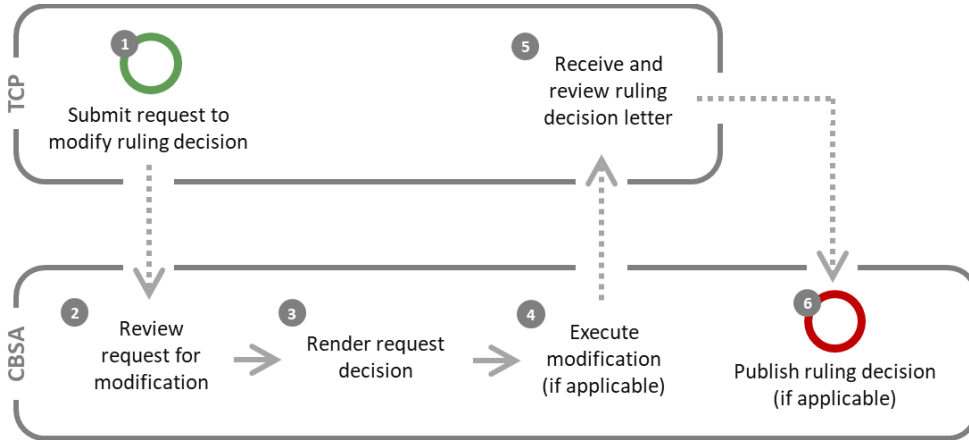 TCP
1
Submit request to
modify ruling decision
5
Receive and
review ruling
decision letter
CBSA
2
Review
request for
modification
3
Render request
decision
4
Execute
modification
(if applicable)
6
Publish ruling decision
(if applicable)